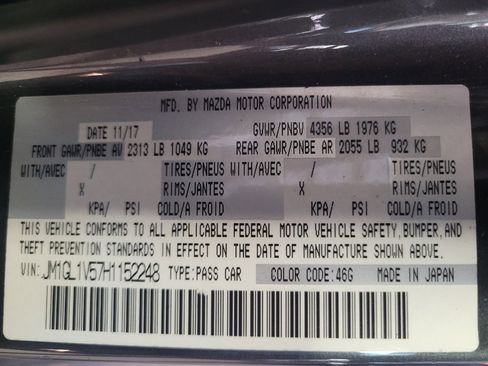 MFD. BY MAZDA MOTOR CORPORATION
DATE 11/17 GVWR/PNBV 4356 LB 1976 KG
FRONT GAWR/PNBE AV 2313 LB 1049 KG REAR GAWR/PNBE AR 2055 LB 932 KG
WITH/AVEC / TIRES/PNEUS WITH/AVEC / TIRES/PNEUS
X RIMS/JANTES X RIMS/JANTES
KPA/ PSI COLD/A FROID KPA/ PSI COLD/A FROID
THIS VEHICLE CONFORMS TO ALL APPLICABLE FEDERAL MOTOR VEHICLE SAFETY, BUMPER, AND
THEFT PREVENTION STANDARDS IN EFFECT ON THE DATE OF MANUFACTURE SHOWN ABOVE.
VIN: JM1GL1V57H1152248 TYPE:PASS CAR COLOR CODE:46G MADE IN JAPAN